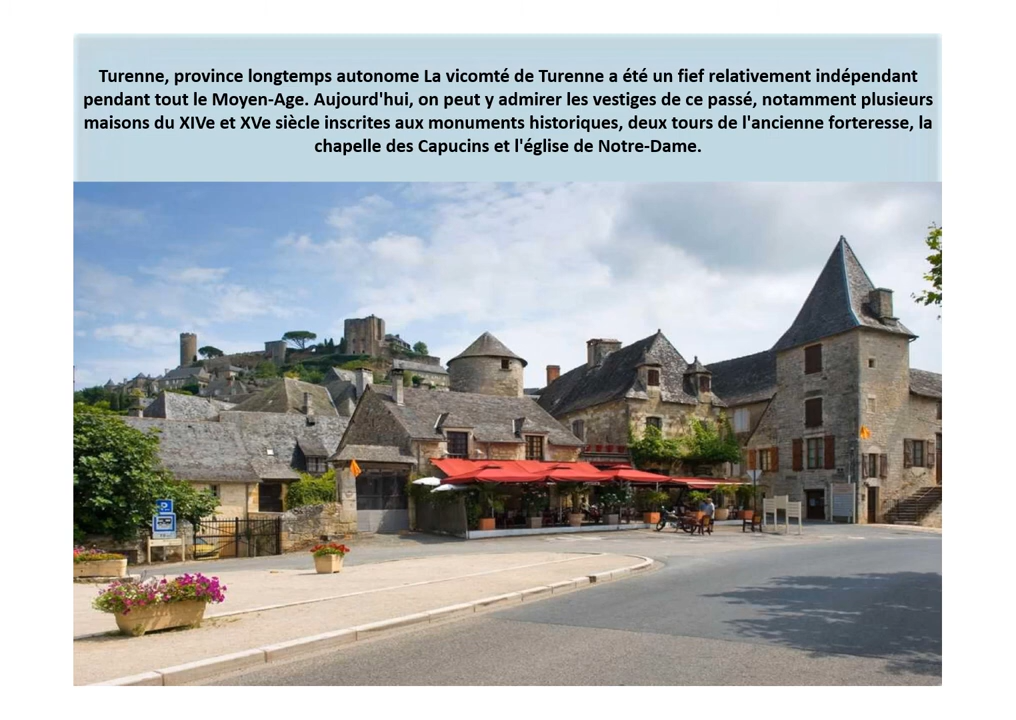 Turenne, province longtemps autonome La vicomté de Turenne a été un fief relativement indépendant
pendant tout le Moyen-Age. Aujourd'hui, on peut y admirer les vestiges de ce passé, notamment plusieurs
maisons du XIVe et XVe siècle inscrites aux monuments historiques, deux tours de l'ancienne forteresse, la
chapelle des Capucins et l'église de Notre-Dame.
P